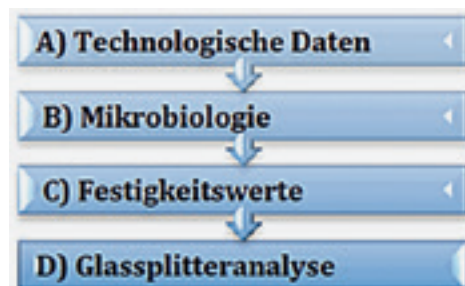 A) Technologische Daten
B) Mikrobiologie
C) Festigkeitswerte
D) Glassplitteranalyse